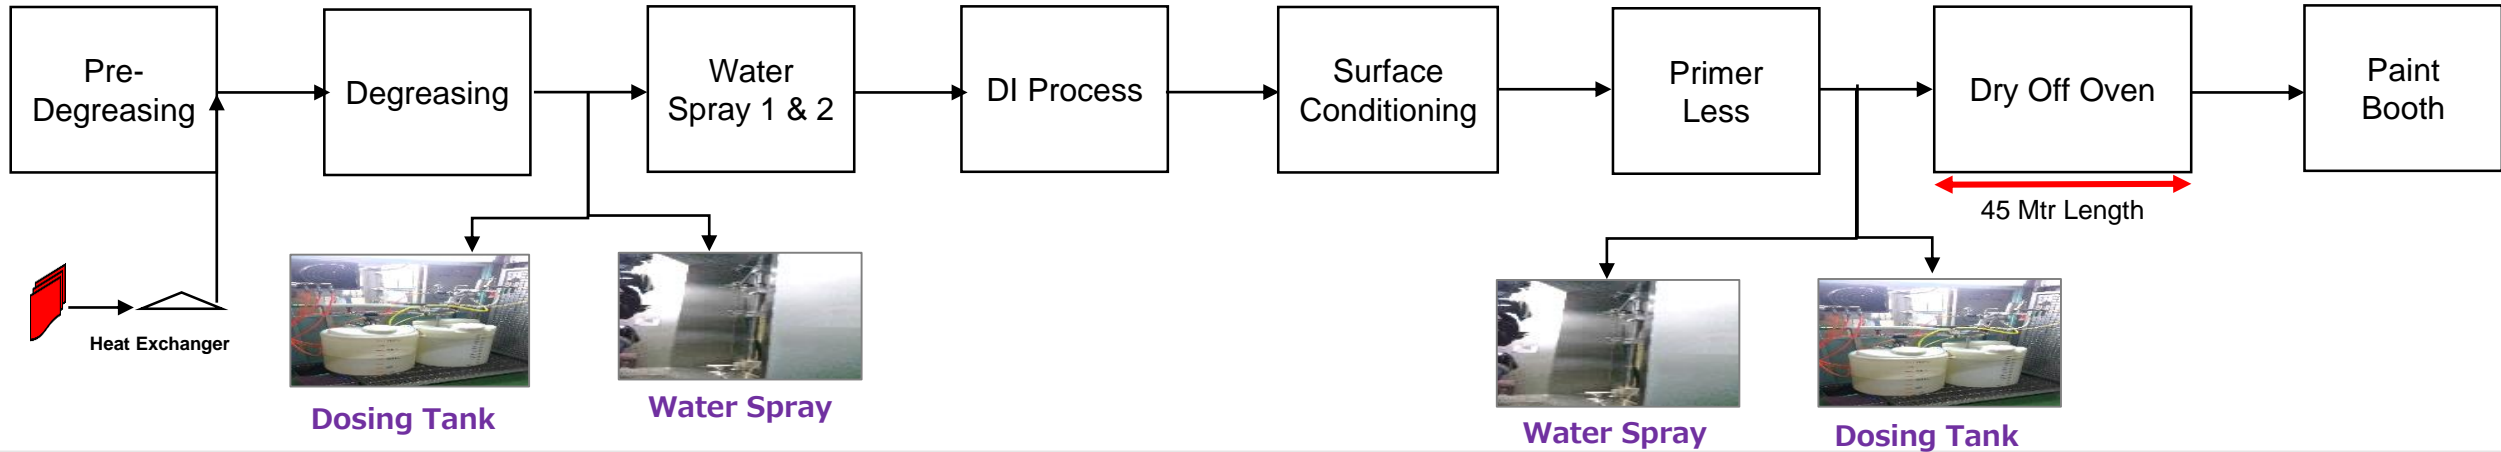 Pre-
Degreasing
Degreasing
Water
Spray 1 & 2
DI Process
Surface
Conditioning
Primer
Less
Dry Off Oven
Paint
Booth
45 Mtr Length
Heat Exchanger
Dosing Tank
Water Spray
Water Spray
Dosing Tank